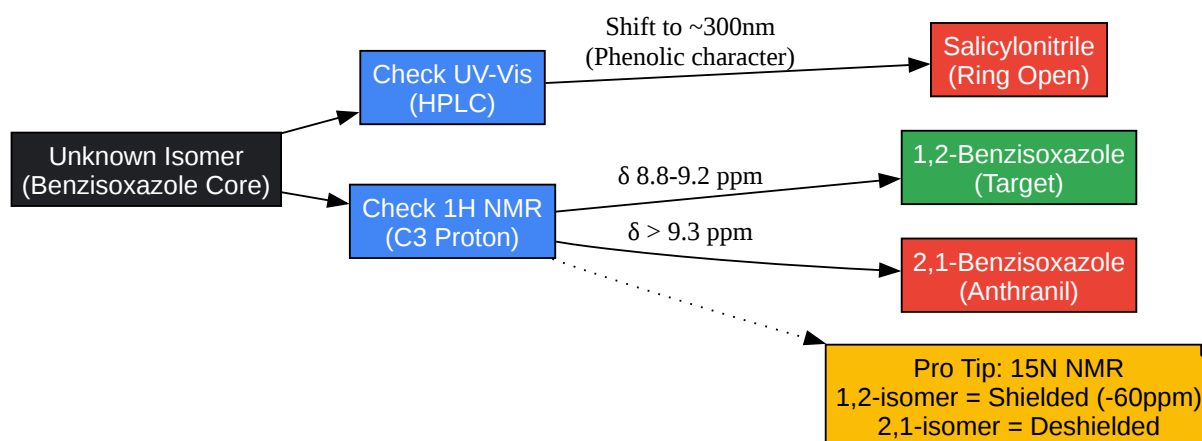 Unknown Isomer
(Benzisoxazole Core)
Check UV-Vis
(HPLC)
Check 1H NMR
(C3 Proton)
Shift to ~300nm
(Phenolic character)
δ 8.8-9.2 ppm
δ > 9.3 ppm
Salicylonitrile
(Ring Open)
1,2-Benzisoxazole
(Target)
2,1-Benzisoxazole
(Anthranil)
Pro Tip: 15N NMR
1,2-isomer = Shielded (-60ppm)
2,1-isomer = Deshielded